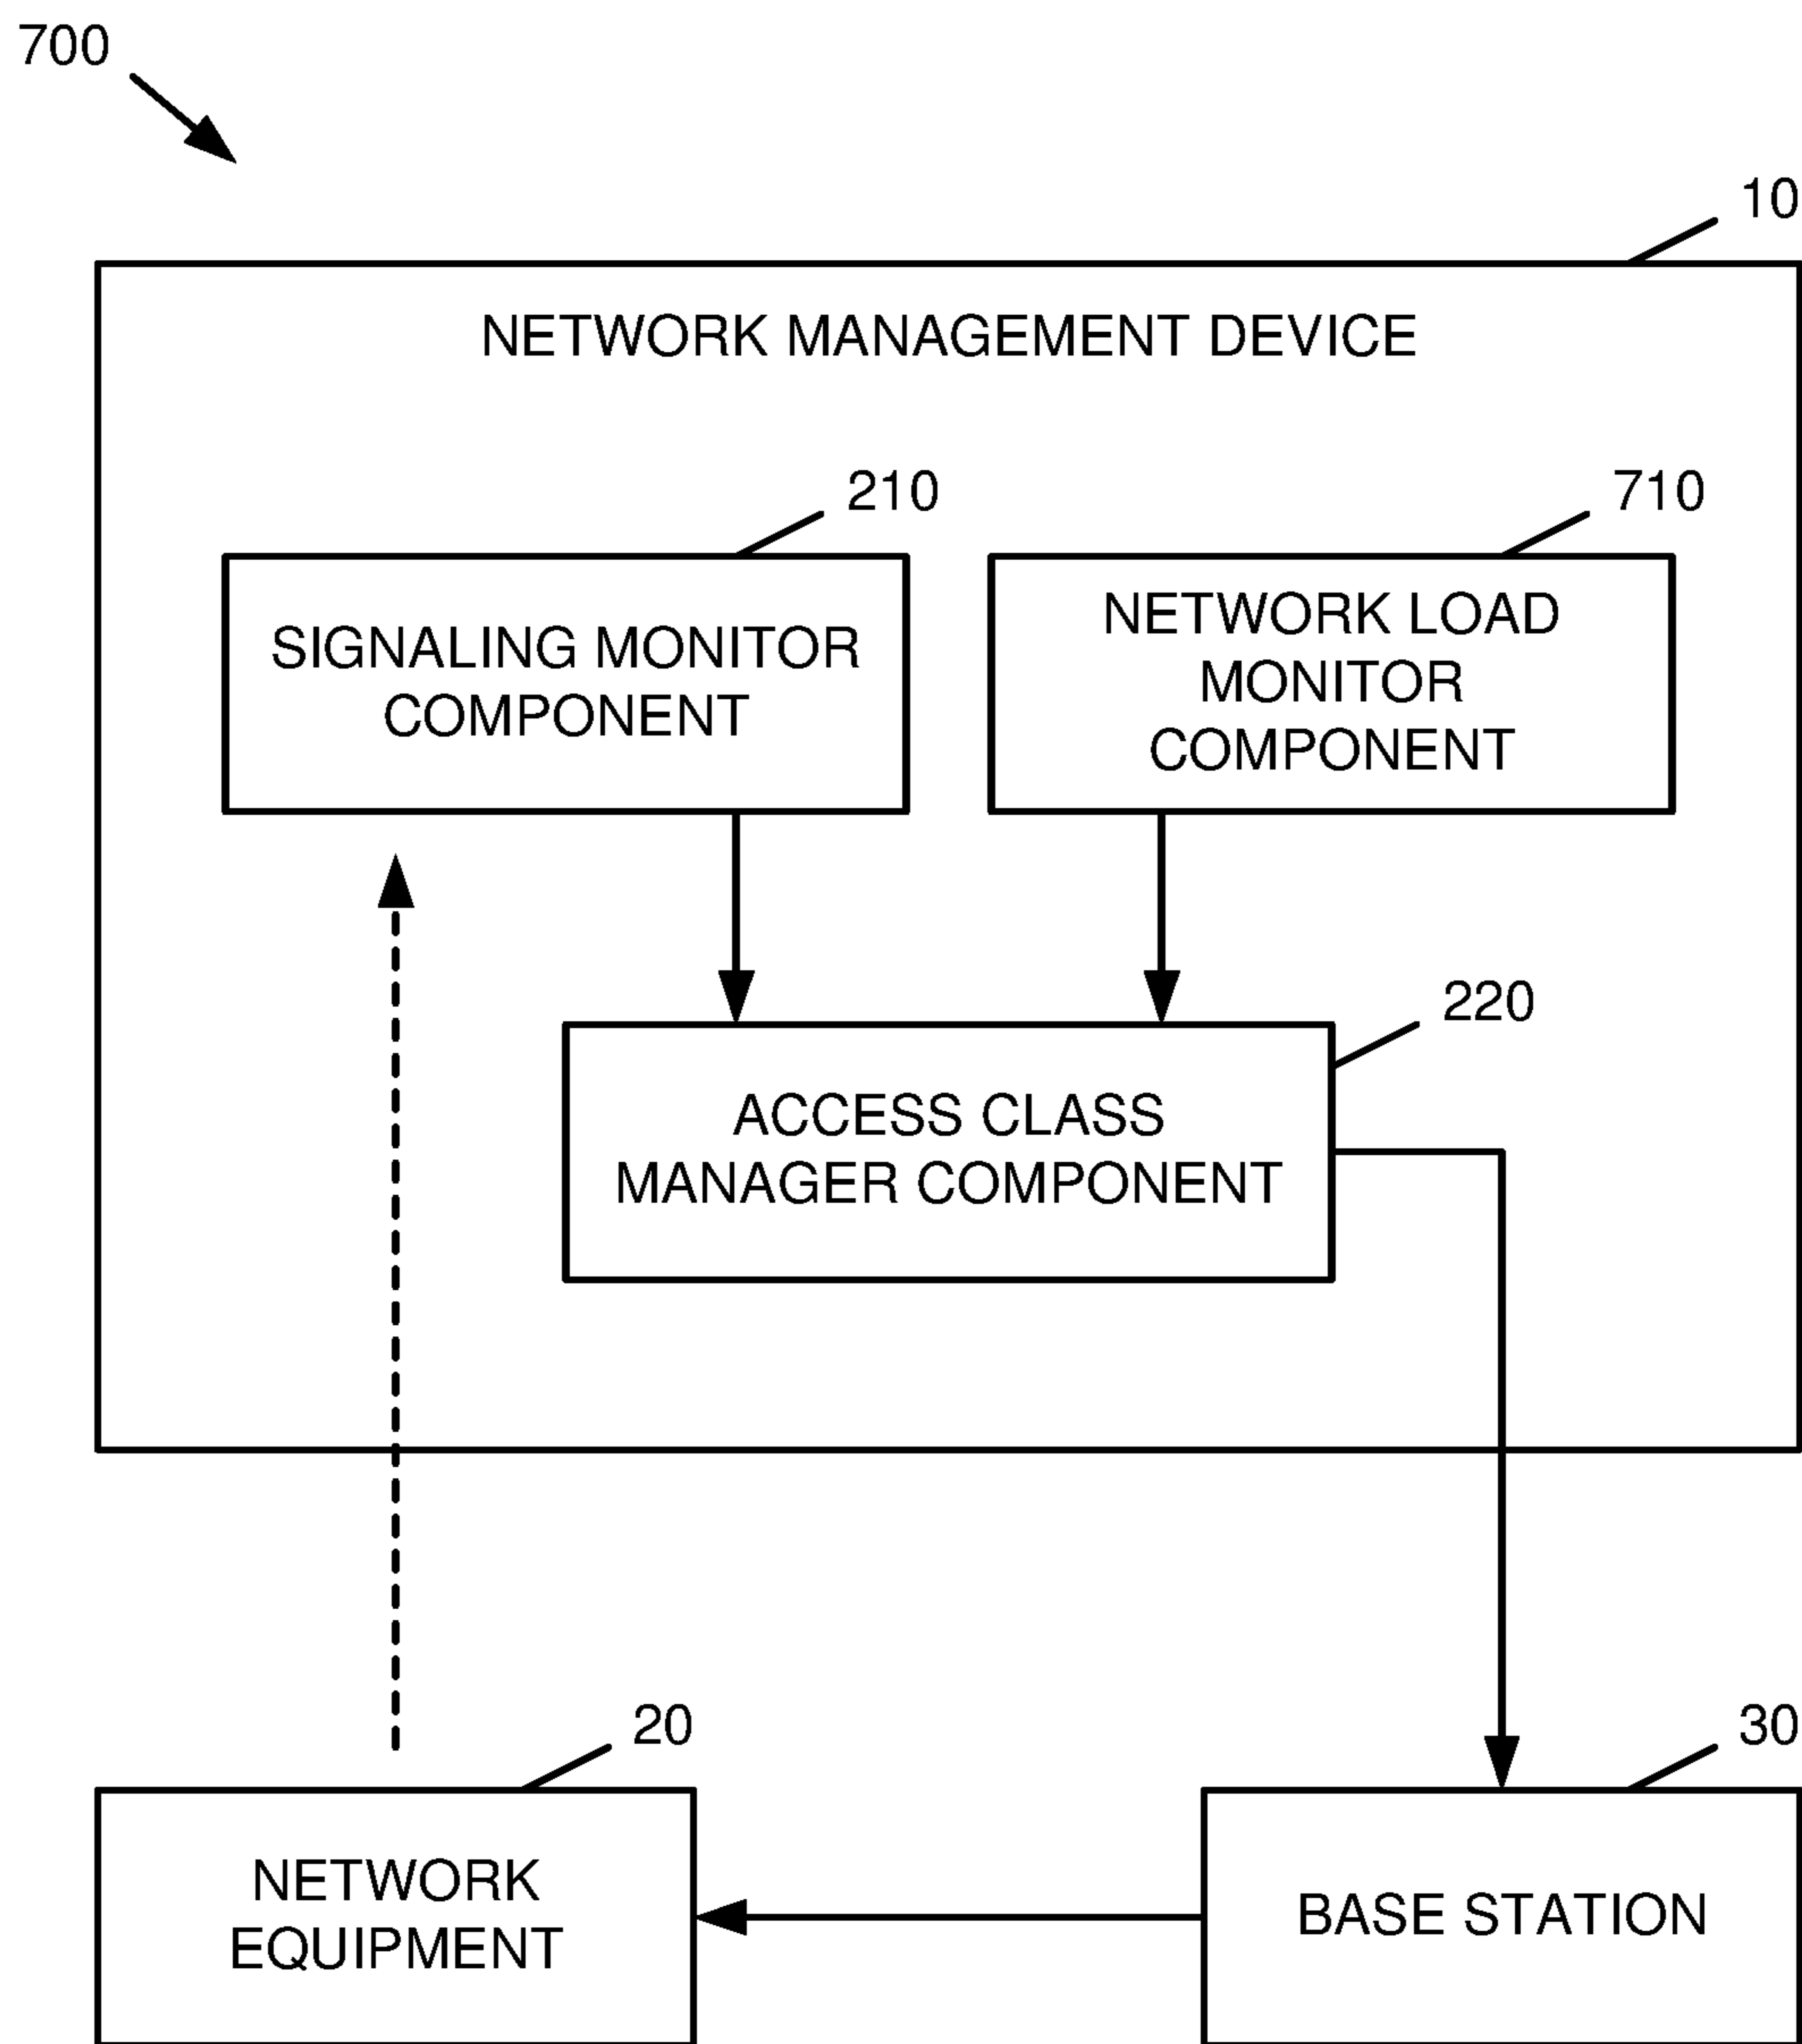 700
10
NETWORK MANAGEMENT DEVICE
210
710
SIGNALING MONITOR
COMPONENT
NETWORK LOAD
MONITOR
COMPONENT
220
ACCESS CLASS
MANAGER COMPONENT
20
30
NETWORK
EQUIPMENT
BASE STATION